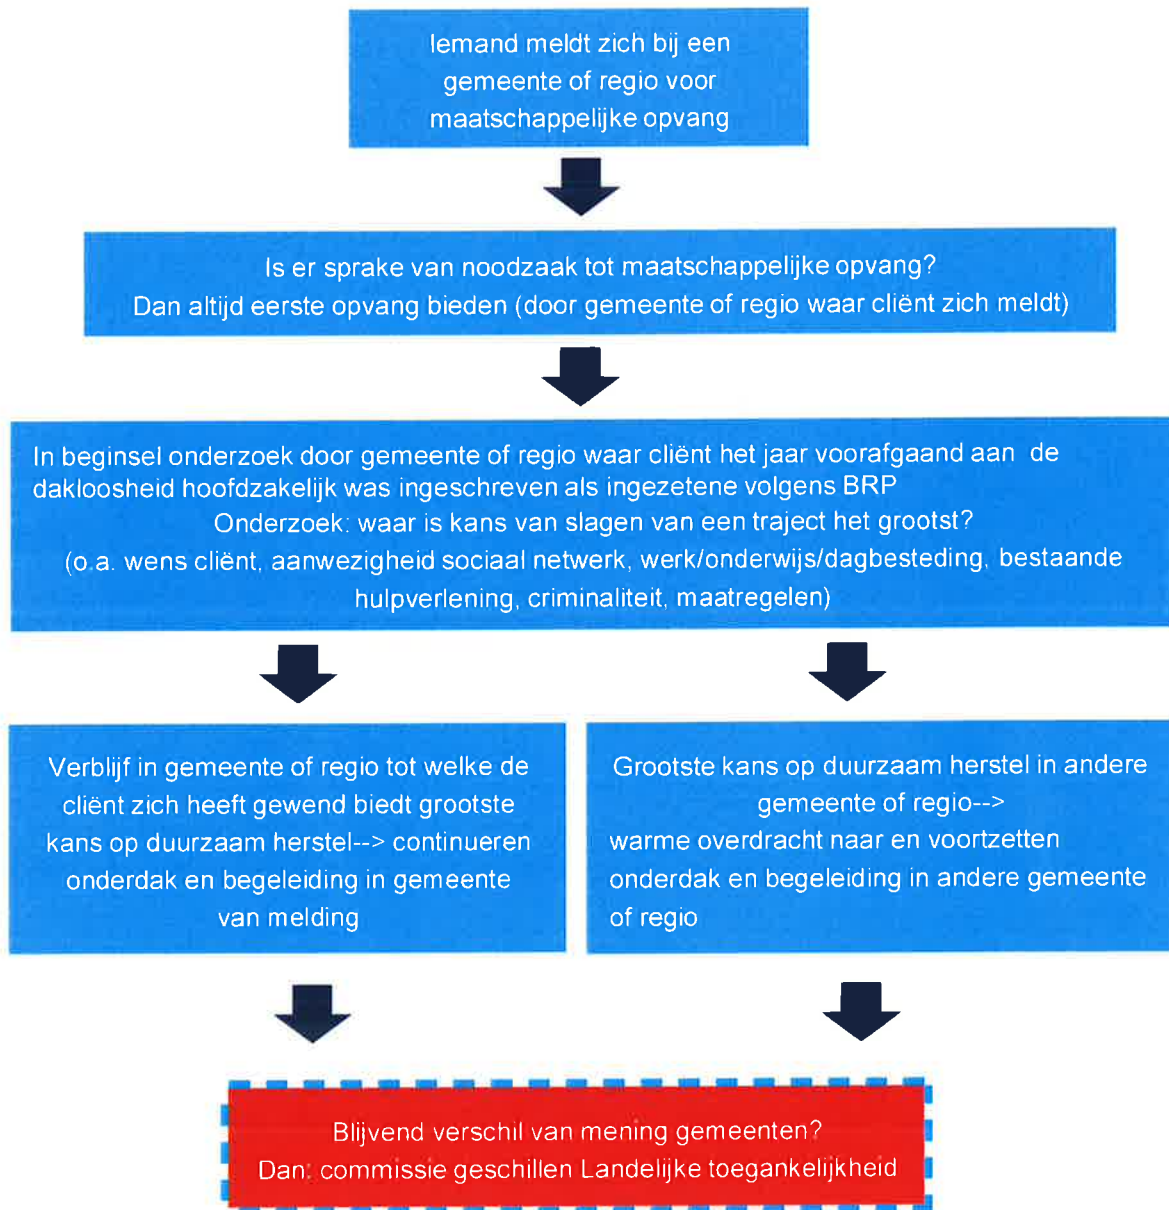 Iemand meldt zich bij een
gemeente of regio voor
maatschappelijke opvang
Is er sprake van noodzaak tot maatschappelijke opvang?
Dan altijd eerste opvang bieden (door gemeente of regio waar cliënt zich meldt)
In beginsel onderzoek door gemeente of regio waar cliënt het jaar voorafgaand aan de
dakloosheid hoofdzakelijk was ingeschreven als ingezetene volgens BRP
Onderzoek: waar is kans van slagen van een traject het grootst?
(o.a. wens cliënt, aanwezigheid sociaal netwerk, werk/onderwijs/dagbesteding, bestaande
hulpverlening, criminaliteit, maatregelen)
Verblijf in gemeente of regio tot welke de
cliënt zich heeft gewend biedt grootste
kans op duurzaam herstel--> continueren
onderdak en begeleiding in gemeente
van melding
Grootste kans op duurzaam herstel in andere
gemeente of regio-->
warme overdracht naar en voortzetten
onderdak en begeleiding in andere gemeente
of regio
Blijvend verschil van mening gemeenten?
Dan: commissie geschillen Landelijke toegankelijkheid